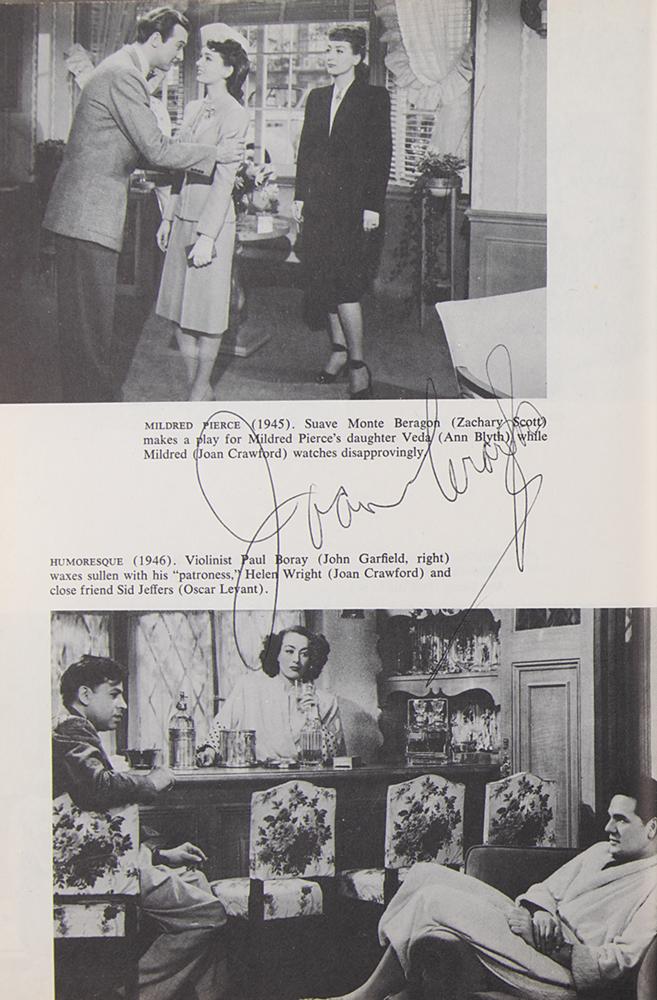 MILDRED PIERCE (1945). Suave Monte Beragon (Zachary Scott)
makes a play for Mildred Pierce's daughter Veda (Ann Blyth) while
Mildred (Joan Crawford) watches disapprovingly.
Joan Crawford
HUMORESQUE (1946). Violinist Paul Boray (John Garfield, right)
waxes sullen with his "patroness," Helen Wright (Joan Crawford) and
close friend Sid Jeffers (Oscar Levant).